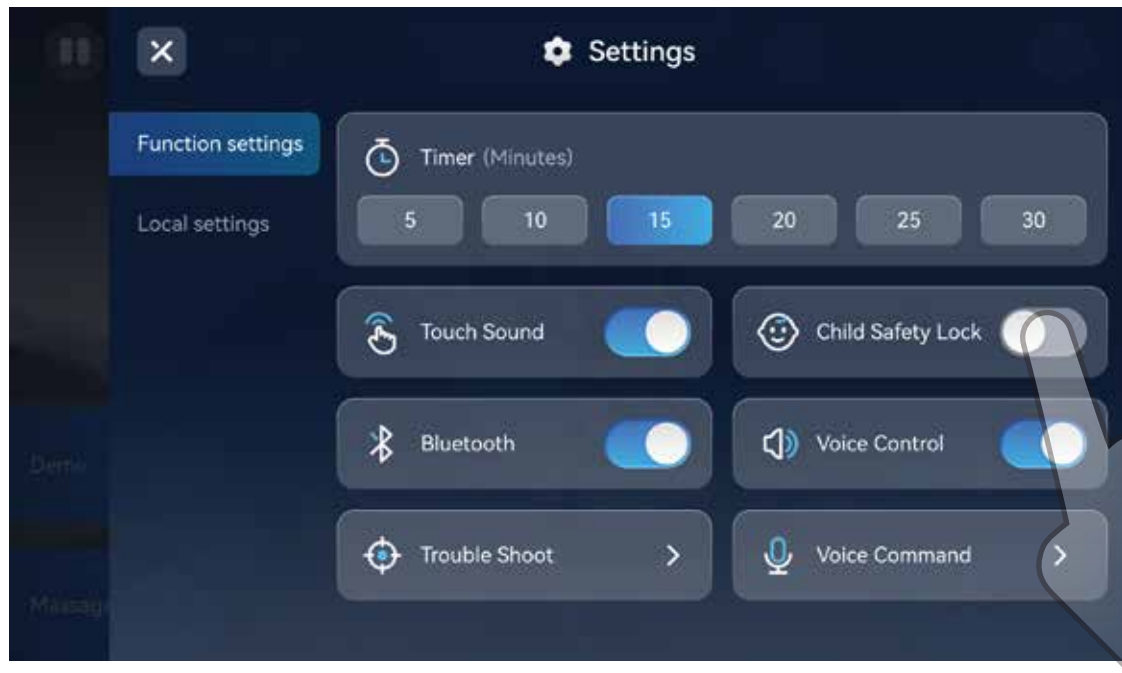 Settings
Function settings
Local settings
Timer (Minutes)
5 10 15 20 25 30
Touch Sound
Child Safety Lock
Bluetooth
Voice Control
Trouble Shoot
Voice Command
Demo